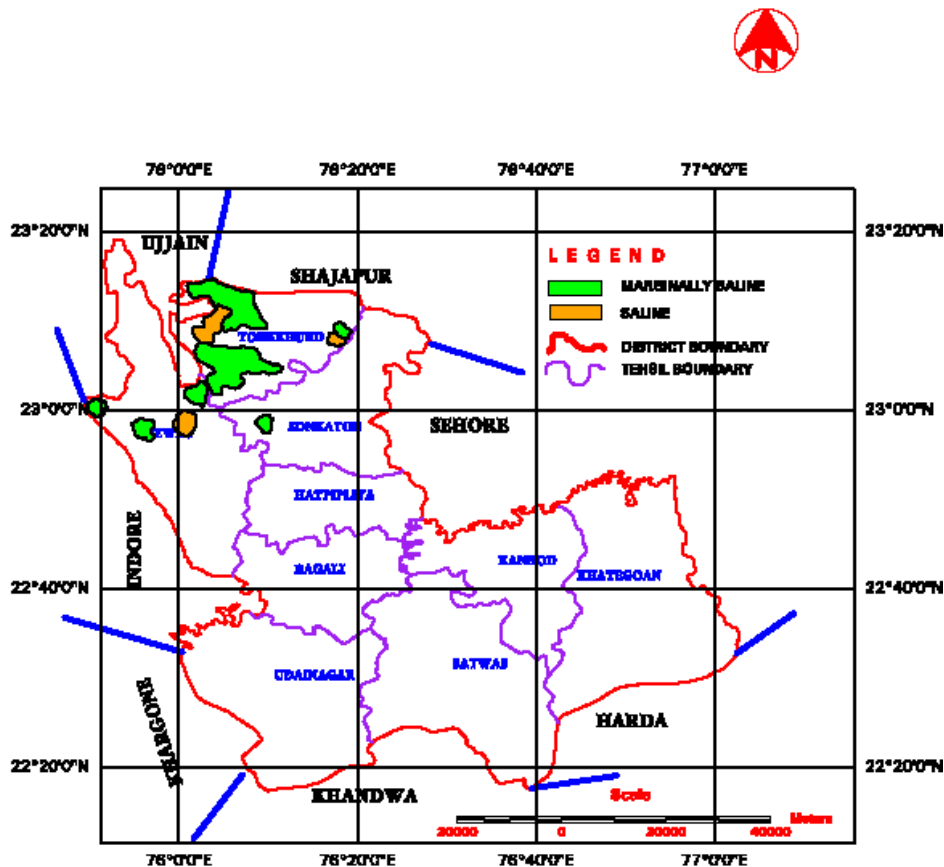 N
76°0'0"E 76°20'0"E 76°40'0"E 77°0'0"E
23°20'0"N 23°20'0"N
UJJAIN
SHAJAPUR
LEGEND
MARGINALLY SALINE
SALINE
DISTRICT BOUNDARY
TEHSIL BOUNDARY
TONKKHURD
23°0'0"N 23°0'0"N
SEHORE
SONKATCH
HATPIPLYA
INDORE
BAGALI
KANNOD
KHATEGOAN
22°40'0"N 22°40'0"N
UDAINAGAR
SATWAS
KHARGONE
HARDA
22°20'0"N 22°20'0"N
KHANDWA
Scale
20000 0 20000 40000 Meters
76°0'0"E 76°20'0"E 76°40'0"E 77°0'0"E